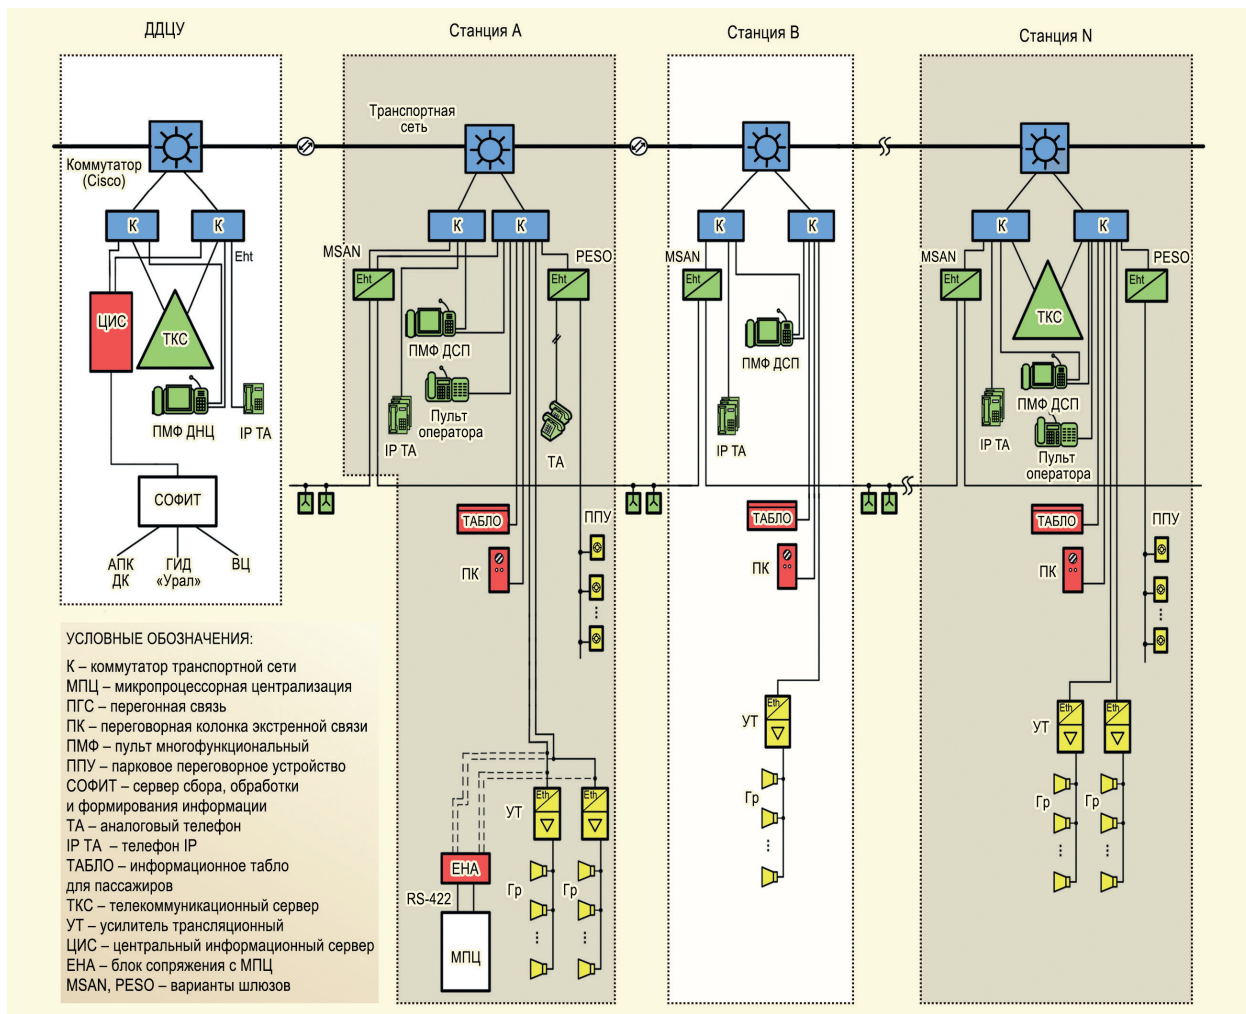 ДДЦУ
Станция A
Станция B
Станция N
Транспортная
сеть
Коммутатор
(Cisco)
К
К
Eht
ЦИС
ТКС
ПМФ ДНЦ
IP ТА
СОФИТ
АПК
ДК
ГИД
«Урал»
ВЦ
К
К
MSAN
Eht
PESO
Eht
ПМФ ДСП
Пульт
оператора
IP ТА
ТА
ТАБЛО
ПК
ППУ
УТ
Eth
Eth
Гр
Гр
ЕНА
RS-422
МПЦ
К
К
MSAN
Eht
ПМФ ДСП
IP ТА
ТАБЛО
ПК
УТ
Eth
Гр
К
К
MSAN
Eht
PESO
Eht
ТКС
ПМФ ДСП
IP ТА
Пульт
оператора
ТАБЛО
ПК
ППУ
УТ
Eth
Eth
Гр
Гр
УСЛОВНЫЕ ОБОЗНАЧЕНИЯ:
К – коммутатор транспортной сети
МПЦ – микропроцессорная централизация
ПГС – перегонная связь
ПК – переговорная колонка экстренной связи
ПМФ – пульт многофункциональный
ППУ – парковое переговорное устройство
СОФИТ – сервер сбора, обработки
и формирования информации
ТА – аналоговый телефон
IP ТА – телефон IP
ТАБЛО – информационное табло
для пассажиров
ТКС – телекоммуникационный сервер
УТ – усилитель трансляционный
ЦИС – центральный информационный сервер
ЕНА – блок сопряжения с МПЦ
MSAN, PESO – варианты шлюзов